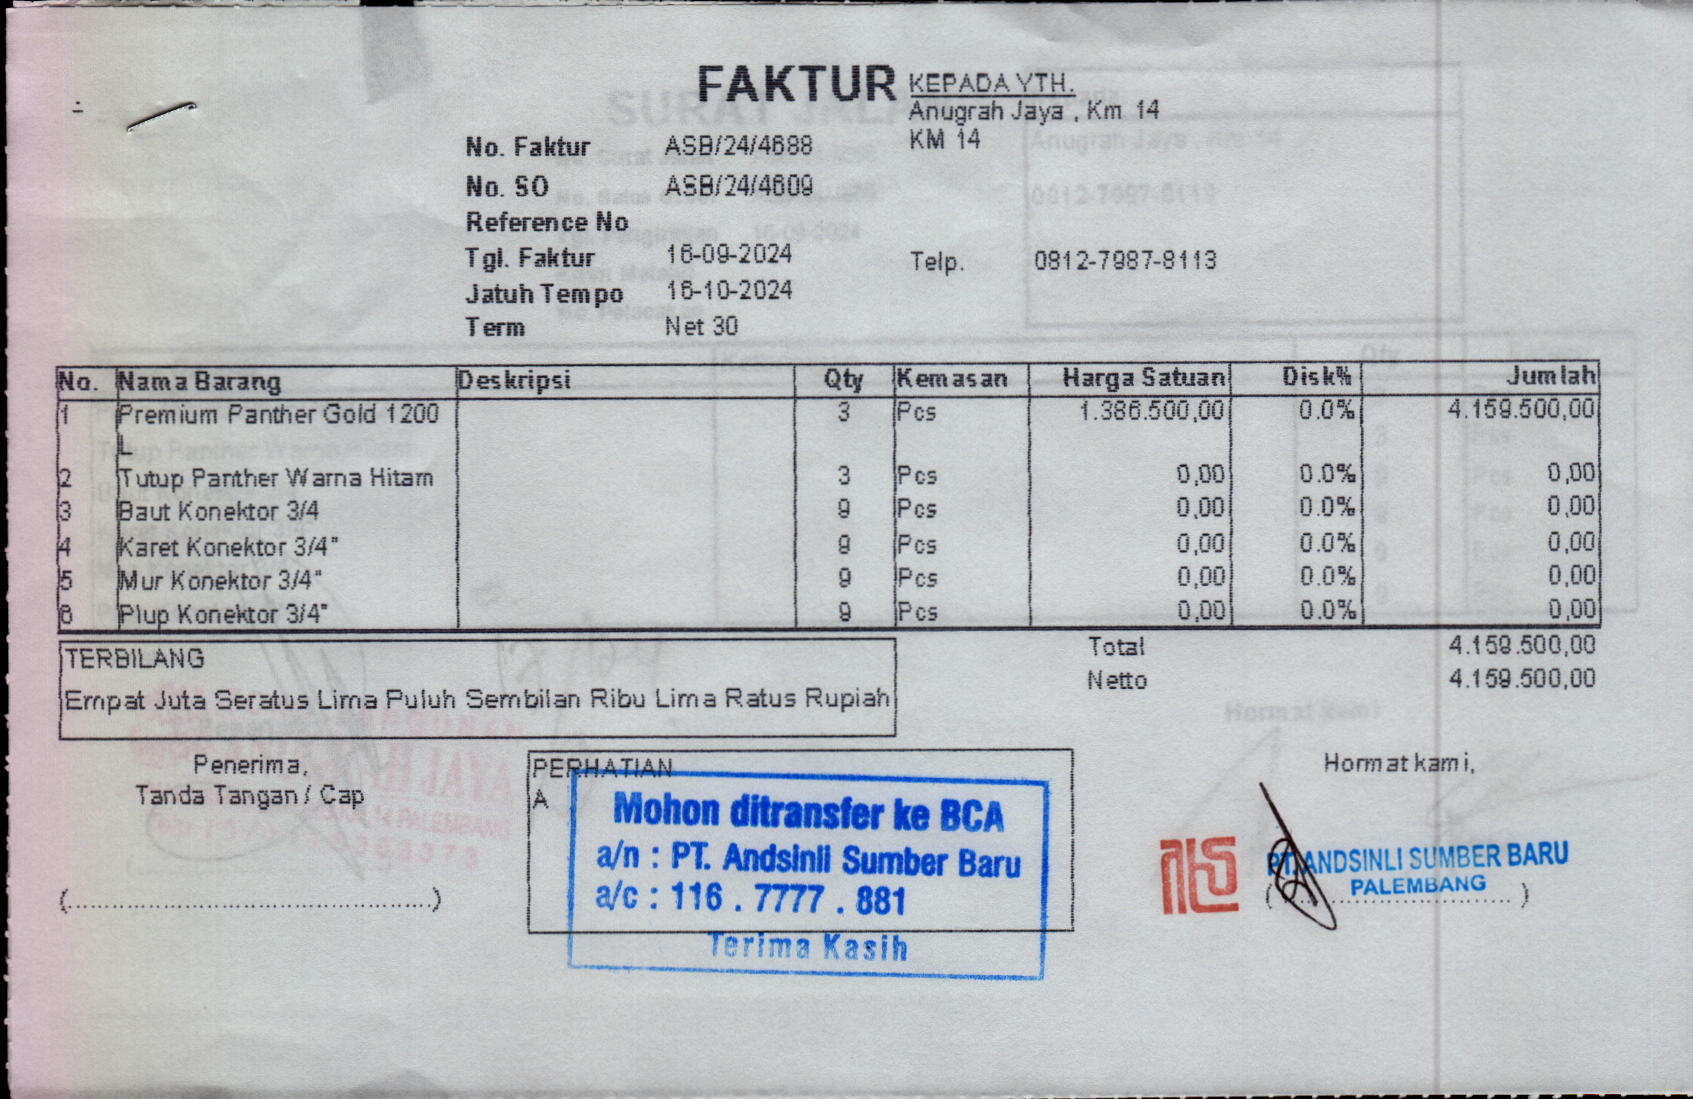 FAKTUR
KEPADA YTH.
Anugrah Jaya , Km 14
KM 14
No. Faktur ASB/24/4688
No. SO ASB/24/4609
Reference No
Tgl. Faktur 16-09-2024
Telp. 0812-7987-8113
Jatuh Tempo 16-10-2024
Term Net 30
No. Nama Barang Deskripsi Qty Kemasan Harga Satuan Disk% Jumlah
1 Premium Panther Gold 1200 3 Pcs 1.386.500,00 0.0% 4.159.500,00
L
2 Tutup Panther Warna Hitam 3 Pcs 0,00 0.0% 0,00
3 Baut Konektor 3/4 9 Pcs 0,00 0.0% 0,00
4 Karet Konektor 3/4" 9 Pcs 0,00 0.0% 0,00
5 Mur Konektor 3/4" 9 Pcs 0,00 0.0% 0,00
6 Plup Konektor 3/4" 9 Pcs 0,00 0.0% 0,00
TERBILANG
Empat Juta Seratus Lima Puluh Sembilan Ribu Lima Ratus Rupiah
Total 4.159.500,00
Netto 4.159.500,00
Penerima,
Tanda Tangan / Cap
(..............................................)
PERHATIAN
A
Mohon ditransfer ke BCA
a/n : PT. Andsinli Sumber Baru
a/c : 116 . 7777 . 881
Terima Kasih
Hormat kami,
PT. ANDSINLI SUMBER BARU
PALEMBANG
(..............................)